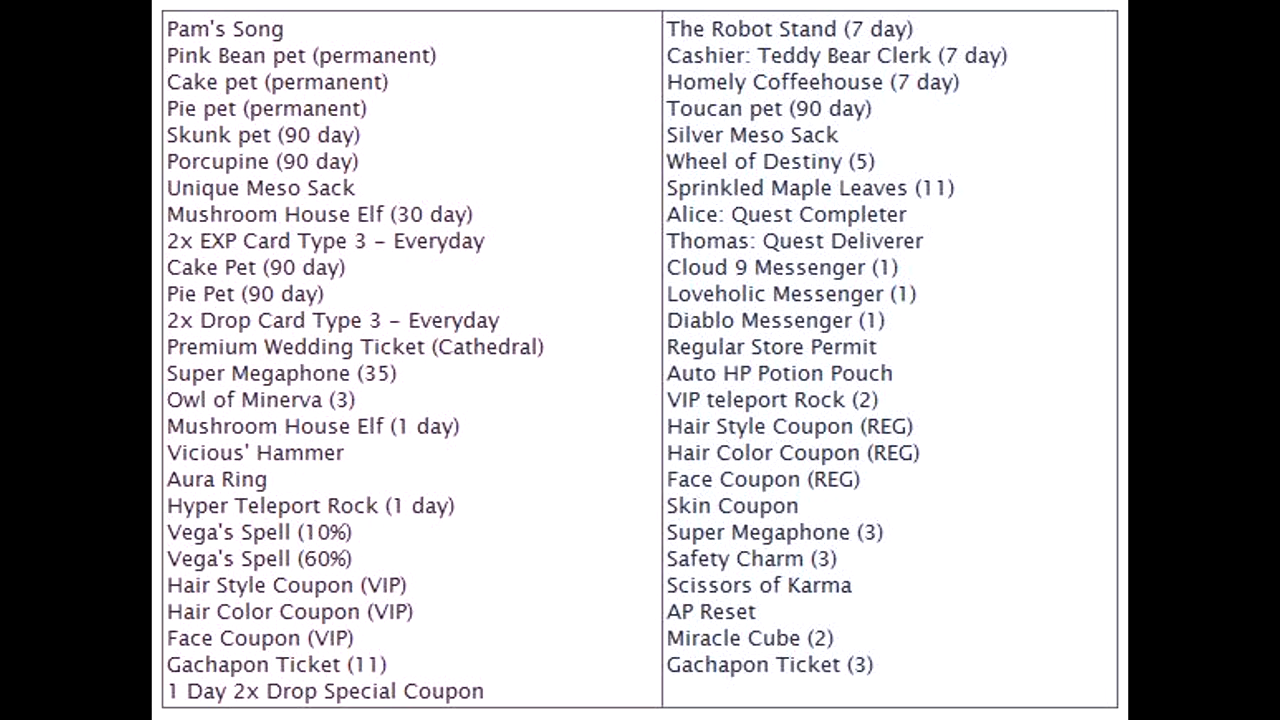 Pam's Song
Pink Bean pet (permanent)
Cake pet (permanent)
Pie pet (permanent)
Skunk pet (90 day)
Porcupine (90 day)
Unique Meso Sack
Mushroom House Elf (30 day)
2x EXP Card Type 3 – Everyday
Cake Pet (90 day)
Pie Pet (90 day)
2x Drop Card Type 3 – Everyday
Premium Wedding Ticket (Cathedral)
Super Megaphone (35)
Owl of Minerva (3)
Mushroom House Elf (1 day)
Vicious' Hammer
Aura Ring
Hyper Teleport Rock (1 day)
Vega's Spell (10%)
Vega's Spell (60%)
Hair Style Coupon (VIP)
Hair Color Coupon (VIP)
Face Coupon (VIP)
Gachapon Ticket (11)
1 Day 2x Drop Special Coupon
The Robot Stand (7 day)
Cashier: Teddy Bear Clerk (7 day)
Homely Coffeehouse (7 day)
Toucan pet (90 day)
Silver Meso Sack
Wheel of Destiny (5)
Sprinkled Maple Leaves (11)
Alice: Quest Completer
Thomas: Quest Deliverer
Cloud 9 Messenger (1)
Loveholic Messenger (1)
Diablo Messenger (1)
Regular Store Permit
Auto HP Potion Pouch
VIP teleport Rock (2)
Hair Style Coupon (REG)
Hair Color Coupon (REG)
Face Coupon (REG)
Skin Coupon
Super Megaphone (3)
Safety Charm (3)
Scissors of Karma
AP Reset
Miracle Cube (2)
Gachapon Ticket (3)